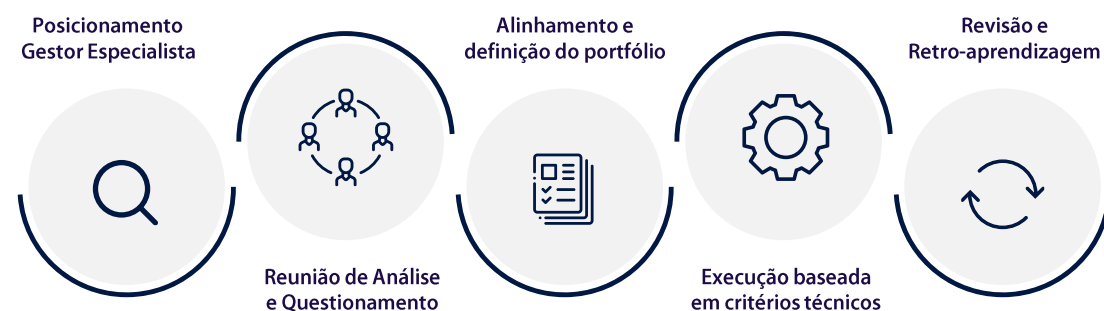 Posicionamento
Gestor Especialista
Reunião de Análise
e Questionamento
Alinhamento e
definição do portfólio
Execução baseada
em critérios técnicos
Revisão e
Retro-aprendizagem